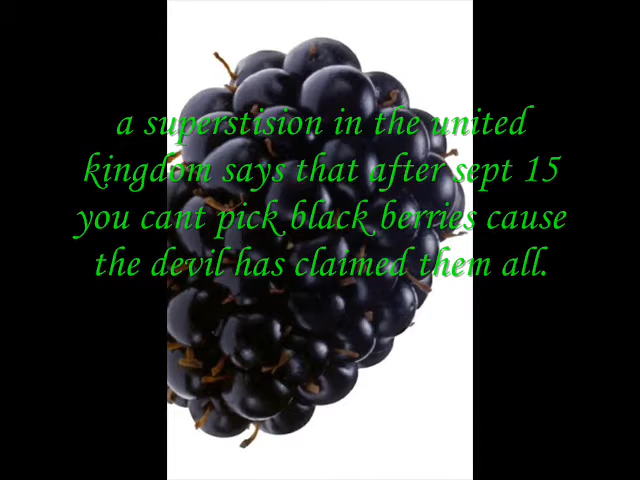 a superstision in the united
kingdom says that after sept 15
you cant pick black berries cause
the devil has claimed them all.